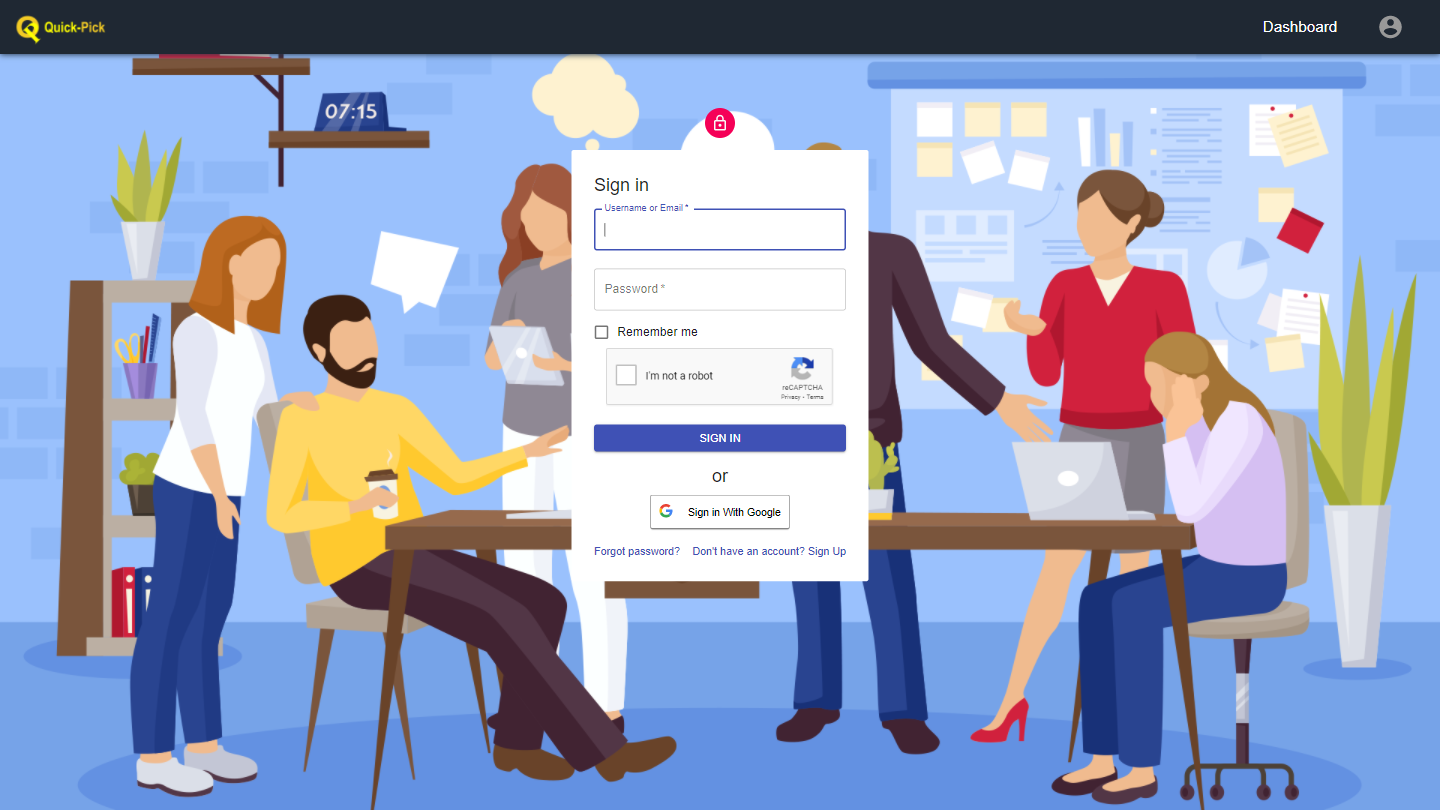 Quick-Pick
Dashboard
07:15
Sign in
Username or Email *
Password *
Remember me
I'm not a robot
reCAPTCHA
Privacy - Terms
SIGN IN
or
Sign in With Google
Forgot password? Don't have an account? Sign Up